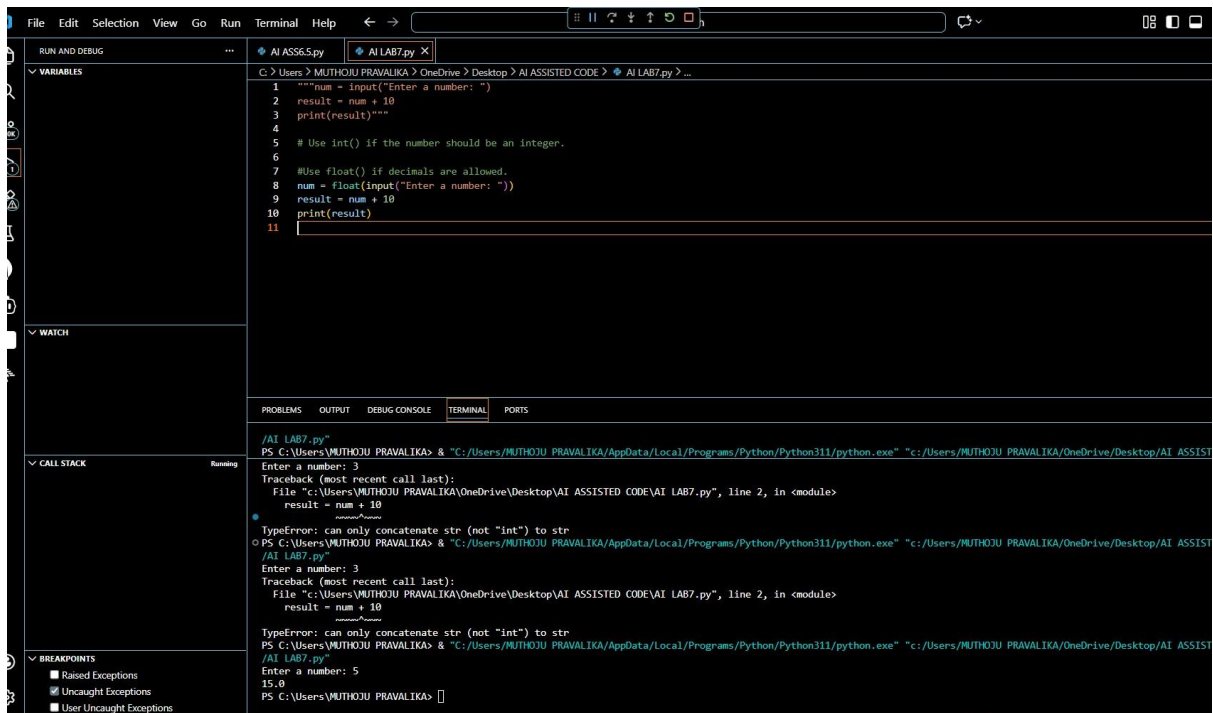 File Edit Selection View Go Run Terminal Help
RUN AND DEBUG ...
AI ASS6.5.py AI LAB7.py
VARIABLES
C: > Users > MUTHOJU PRAVALIKA > OneDrive > Desktop > AI ASSISTED CODE > AI LAB7.py > ...
1 """num = input("Enter a number: ")
2 result = num + 10
3 print(result)"""
4
5 # Use int() if the number should be an integer.
6
7 #Use float() if decimals are allowed.
8 num = float(input("Enter a number: "))
9 result = num + 10
10 print(result)
11
WATCH
CALL STACK Running
BREAKPOINTS
Raised Exceptions
Uncaught Exceptions
User Uncaught Exceptions
PROBLEMS OUTPUT DEBUG CONSOLE TERMINAL PORTS
/AI LAB7.py"
PS C:\Users\MUTHOJU PRAVALIKA> & "C:/Users/MUTHOJU PRAVALIKA/AppData/Local/Programs/Python/Python311/python.exe" "c:/Users/MUTHOJU PRAVALIKA/OneDrive/Desktop/AI ASSIST
Enter a number: 3
Traceback (most recent call last):
File "c:\Users\MUTHOJU PRAVALIKA\OneDrive\Desktop\AI ASSISTED CODE\AI LAB7.py", line 2, in <module>
result = num + 10
~~~~^~~~
TypeError: can only concatenate str (not "int") to str
PS C:\Users\MUTHOJU PRAVALIKA> & "C:/Users/MUTHOJU PRAVALIKA/AppData/Local/Programs/Python/Python311/python.exe" "c:/Users/MUTHOJU PRAVALIKA/OneDrive/Desktop/AI ASSIST
/AI LAB7.py"
Enter a number: 3
Traceback (most recent call last):
File "c:\Users\MUTHOJU PRAVALIKA\OneDrive\Desktop\AI ASSISTED CODE\AI LAB7.py", line 2, in <module>
result = num + 10
~~~~^~~~
TypeError: can only concatenate str (not "int") to str
PS C:\Users\MUTHOJU PRAVALIKA> & "C:/Users/MUTHOJU PRAVALIKA/AppData/Local/Programs/Python/Python311/python.exe" "c:/Users/MUTHOJU PRAVALIKA/OneDrive/Desktop/AI ASSIST
/AI LAB7.py"
Enter a number: 5
15.0
PS C:\Users\MUTHOJU PRAVALIKA>